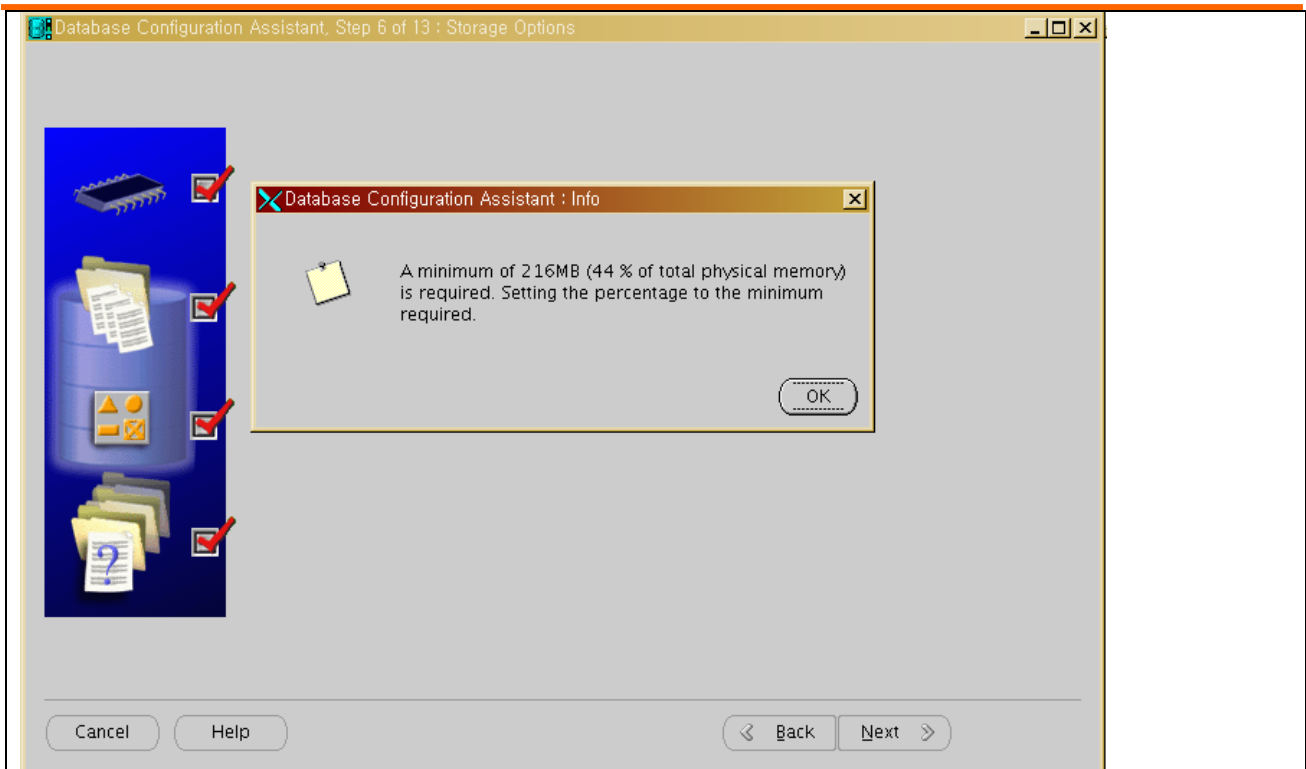 Database Configuration Assistant, Step 6 of 13 : Storage Options
Database Configuration Assistant : Info
A minimum of 216MB (44 % of total physical memory)
is required. Setting the percentage to the minimum
required.
OK
?
Cancel
Help
Back
Next